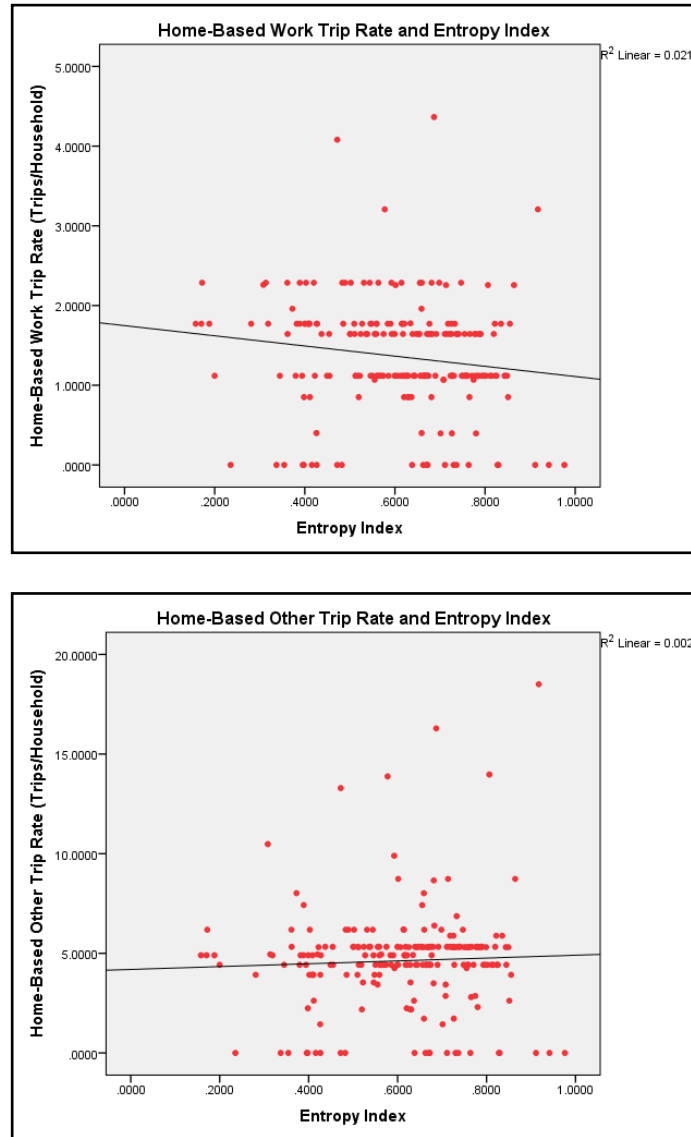 Home-Based Work Trip Rate and Entropy Index
R2 Linear = 0.021
Home-Based Work Trip Rate (Trips/Household)
5.0000
4.0000
3.0000
2.0000
1.0000
.0000
.0000 .2000 .4000 .6000 .8000 1.0000
Entropy Index
Home-Based Other Trip Rate and Entropy Index
R2 Linear = 0.002
Home-Based Other Trip Rate (Trips/Household)
20.0000
15.0000
10.0000
5.0000
.0000
.0000 .2000 .4000 .6000 .8000 1.0000
Entropy Index